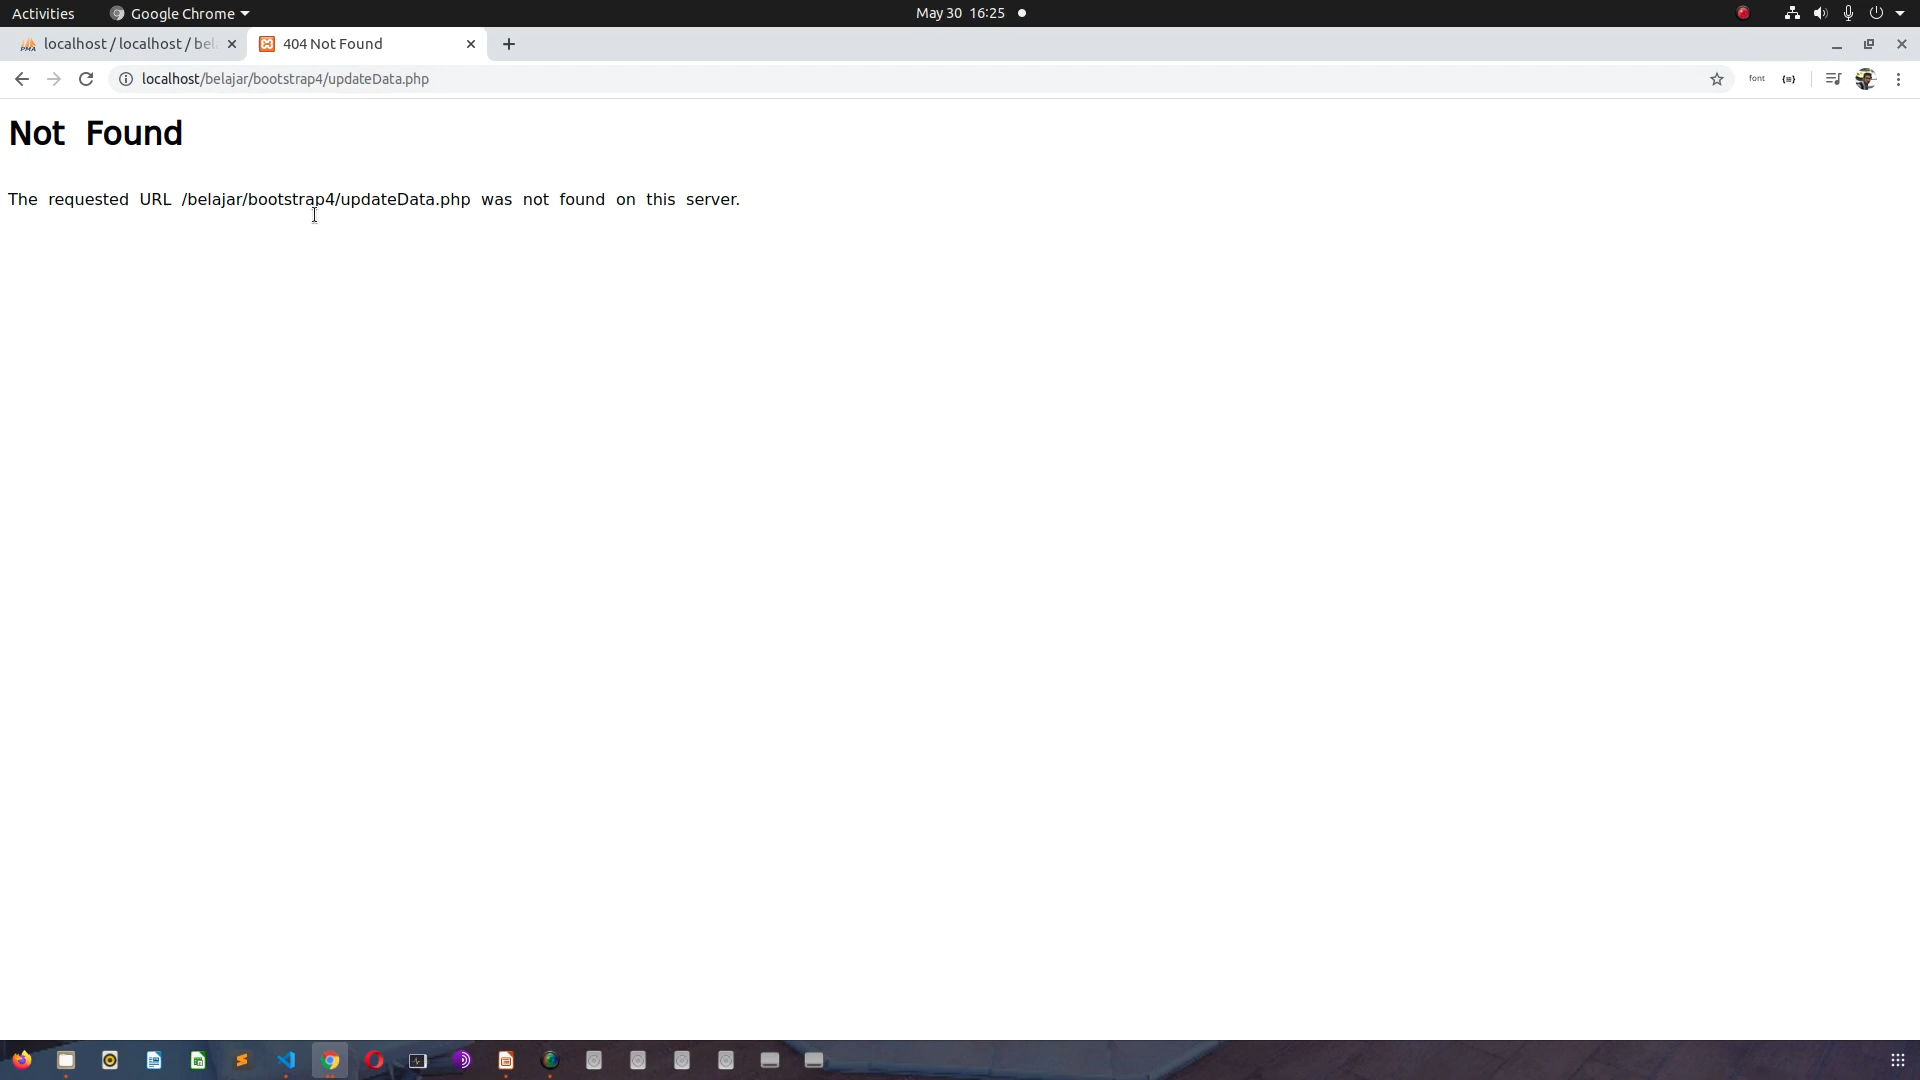 Activities
Google Chrome
May 30 16:25
localhost / localhost / bel
404 Not Found
localhost/belajar/bootstrap4/updateData.php
font
Not Found
The requested URL /belajar/bootstrap4/updateData.php was not found on this server.